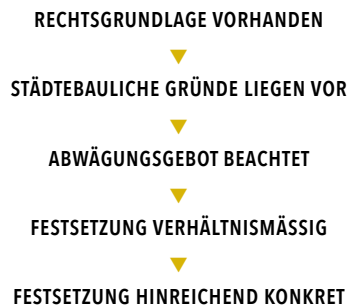 RECHTSGRUNDLAGE VORHANDEN
STÄDTEBAULICHE GRÜNDE LIEGEN VOR
ABWÄGUNGSGEBOT BEACHTET
FESTSETZUNG VERHÄLTNISMÄSSIG
FESTSETZUNG HINREICHEND KONKRET